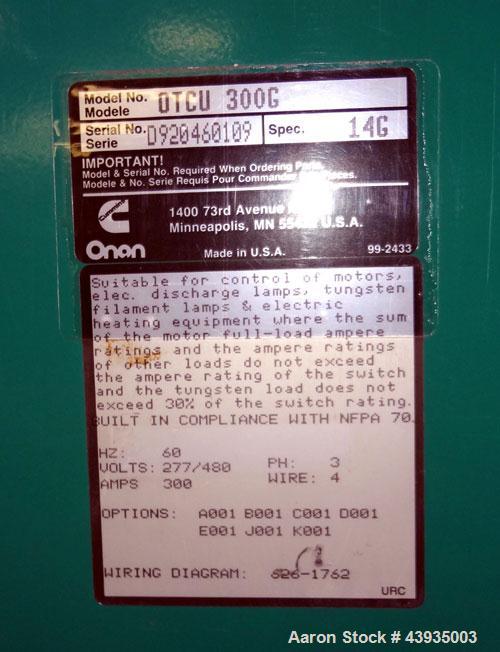 Model No. OTCU 300G
Modele
Serial No. D920460109 Spec. 14G
Serie
IMPORTANT!
Model & Serial No. Required When Ordering
Modele & No. Serie Requis Pour Commander
1400 73rd Avenue
Minneapolis, MN U.S.A.
Onan Made in U.S.A. 99-2433
Suitable for control of motors,
elec. discharge lamps, tungsten
filament lamps & electric
heating equipment where the sum
of the motor full-load ampere
ratings and the ampere ratings
of other loads do not exceed
the ampere rating of the switch
and the tungsten load does not
exceed 30% of the switch rating.
BUILT IN COMPLIANCE WITH NFPA 70.
HZ: 60
VOLTS: 277/480 PH: 3
AMPS 300 WIRE: 4
OPTIONS: A001 B001 C001 D001
E001 J001 K001
WIRING DIAGRAM: 626-1762
URC
Aaron Stock # 43935003